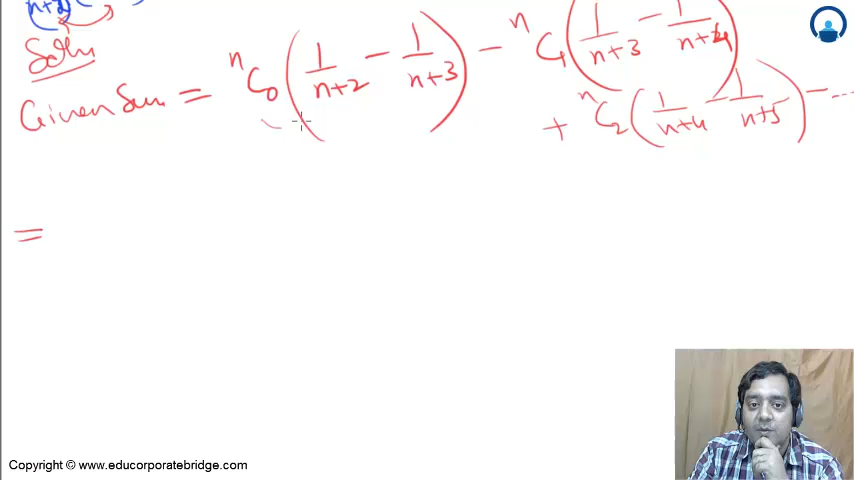 n+2
Soln
Given Sum = ⁿC₀ (1/(n+2) − 1/(n+3)) − ⁿC₁ (1/(n+3) − 1/(n+4))
+ ⁿC₂ (1/(n+4) − 1/(n+5)) − ...
=
Copyright © www.educorporatebridge.com